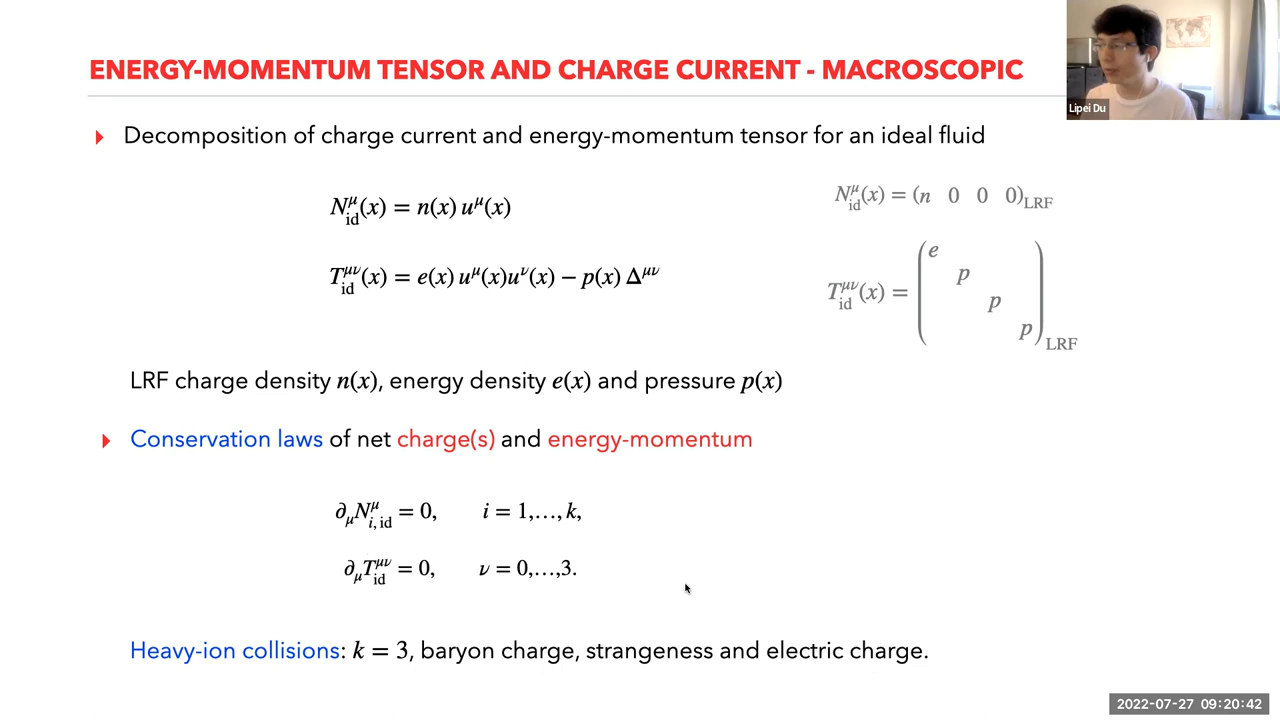 ENERGY-MOMENTUM TENSOR AND CHARGE CURRENT - MACROSCOPIC
Lipei Du
Decomposition of charge current and energy-momentum tensor for an ideal fluid
N^μ_id(x) = n(x) u^μ(x)
N^μ_id(x) = (n 0 0 0)_LRF
T^μν_id(x) = e(x) u^μ(x)u^ν(x) − p(x) Δ^μν
T^μν_id(x) = ( e p p p )_LRF
LRF charge density n(x), energy density e(x) and pressure p(x)
Conservation laws of net charge(s) and energy-momentum
∂_μN^μ_i,id = 0, i = 1,…,k,
∂_μT^μν_id = 0, ν = 0,…,3.
Heavy-ion collisions: k = 3, baryon charge, strangeness and electric charge.
2022-07-27 09:20:42